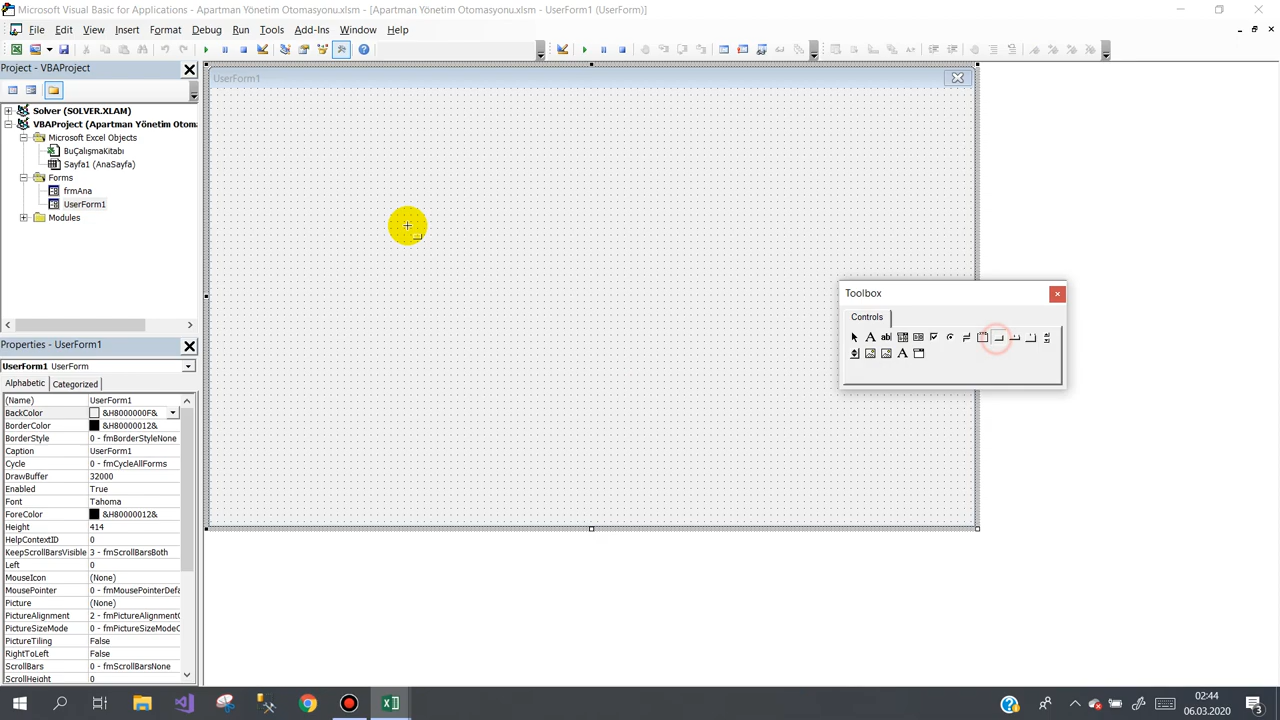 Microsoft Visual Basic for Applications - Apartman Yönetim Otomasyonu.xlsm - [Apartman Yönetim Otomasyonu.xlsm - UserForm1 (UserForm)]
File Edit View Insert Format Debug Run Tools Add-Ins Window Help
Project - VBAProject
UserForm1
Solver (SOLVER.XLAM)
VBAProject (Apartman Yönetim Otom
Microsoft Excel Objects
BuÇalışmaKitabı
Sayfa1 (AnaSayfa)
Forms
frmAna
UserForm1
Modules
Toolbox
Controls
Properties - UserForm1
UserForm1 UserForm
Alphabetic Categorized
(Name) UserForm1
BackColor &H8000000F&
BorderColor &H80000012&
BorderStyle 0 - fmBorderStyleNone
Caption UserForm1
Cycle 0 - fmCycleAllForms
DrawBuffer 32000
Enabled True
Font Tahoma
ForeColor &H80000012&
Height 414
HelpContextID 0
KeepScrollBarsVisible 3 - fmScrollBarsBoth
Left 0
MouseIcon (None)
MousePointer 0 - fmMousePointerDefa
Picture (None)
PictureAlignment 2 - fmPictureAlignmentC
PictureSizeMode 0 - fmPictureSizeModeC
PictureTiling False
RightToLeft False
ScrollBars 0 - fmScrollBarsNone
ScrollHeight 0
02:44
06.03.2020
3